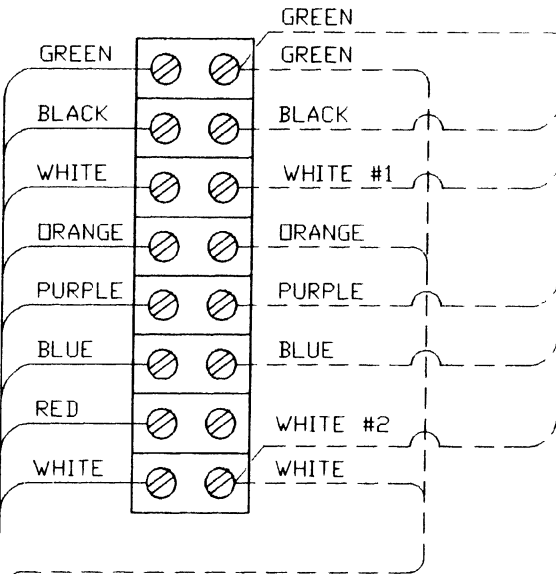 GREEN
GREEN GREEN
BLACK BLACK
WHITE WHITE #1
ORANGE ORANGE
PURPLE PURPLE
BLUE BLUE
RED
WHITE #2
WHITE WHITE